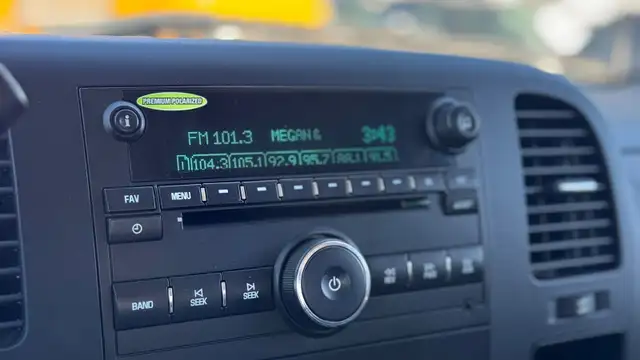 PREMIUM POLARIZED
FM 101.3 MEGAN & 3:43
104.3 105.1 92.9 95.7
FAV MENU
BAND SEEK SEEK